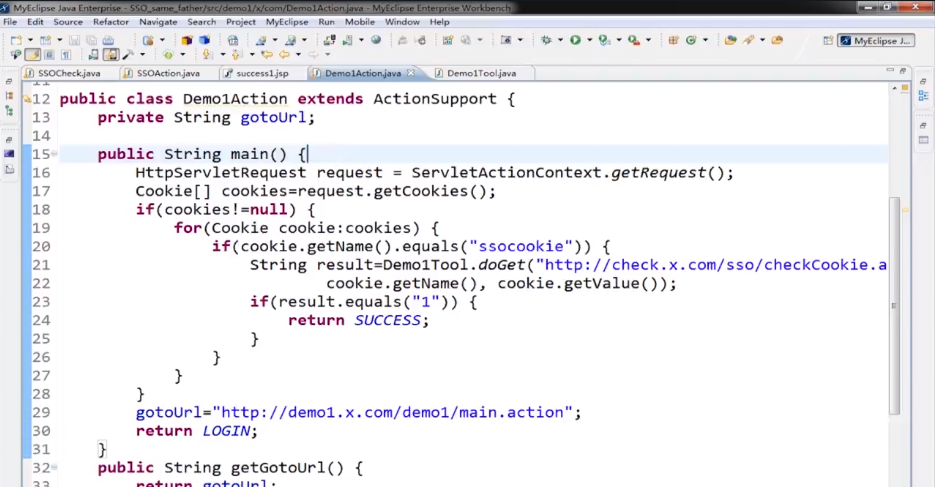 MyEclipse Java Enterprise - SSO_same_father/src/demo1/x/com/Demo1Action.java - MyEclipse Enterprise Workbench
File Edit Source Refactor Navigate Search Project MyEclipse Run Mobile Window Help
MyEclipse J...
SSOCheck.java SSOAction.java success1.jsp Demo1Action.java Demo1Tool.java
11
12 public class Demo1Action extends ActionSupport {
13 private String gotoUrl;
14
15 public String main() {
16 HttpServletRequest request = ServletActionContext.getRequest();
17 Cookie[] cookies=request.getCookies();
18 if(cookies!=null) {
19 for(Cookie cookie:cookies) {
20 if(cookie.getName().equals("ssocookie")) {
21 String result=Demo1Tool.doGet("http://check.x.com/sso/checkCookie.a
22 cookie.getName(), cookie.getValue());
23 if(result.equals("1")) {
24 return SUCCESS;
25 }
26 }
27 }
28 }
29 gotoUrl="http://demo1.x.com/demo1/main.action";
30 return LOGIN;
31 }
32 public String getGotoUrl() {
33 return gotoUrl;